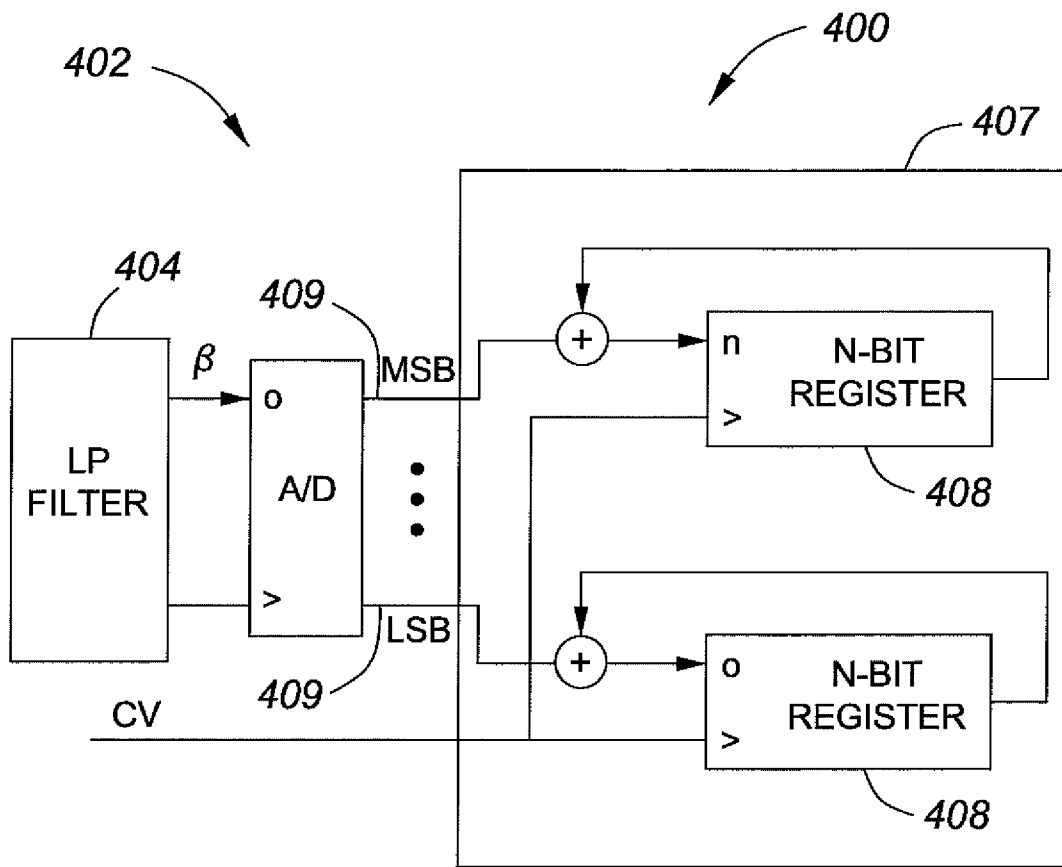 400
402
407
404
409
β
MSB
+
n
N-BIT
REGISTER
o
>
LP
FILTER
A/D
408
>
LSB
+
o
N-BIT
REGISTER
409
CV
>
408